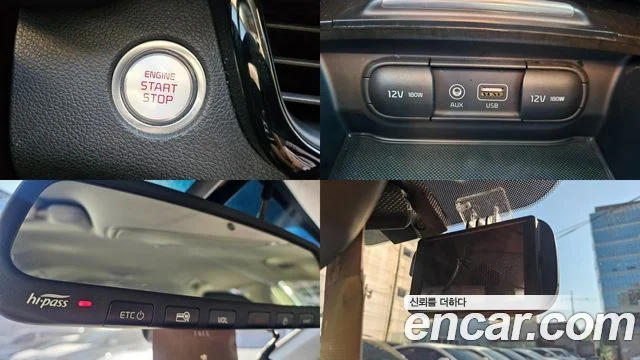 ENGINE
START
STOP
12V 180W
AUX
USB
12V 180W
hi-pass
ETC
VOL
신뢰를 더하다
encar.com